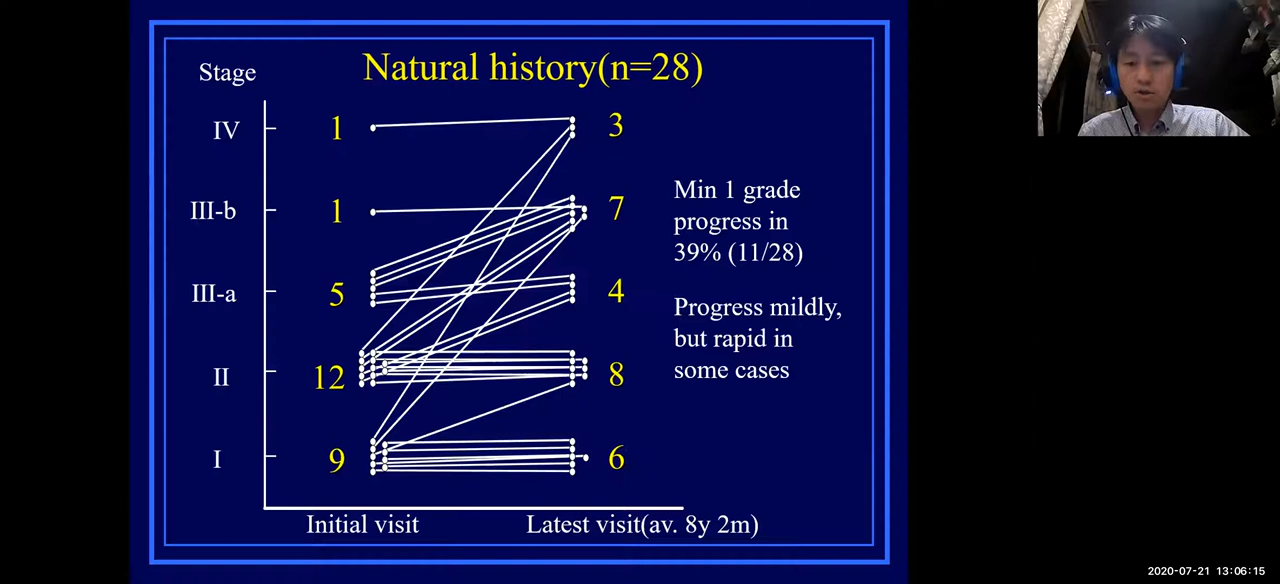 Natural history(n=28)
Stage
IV 1 3
III-b 1 7
III-a 5 4
II 12 8
I 9 6
Min 1 grade
progress in
39% (11/28)
Progress mildly,
but rapid in
some cases
Initial visit Latest visit(av. 8y 2m)
2020-07-21 13:06:15